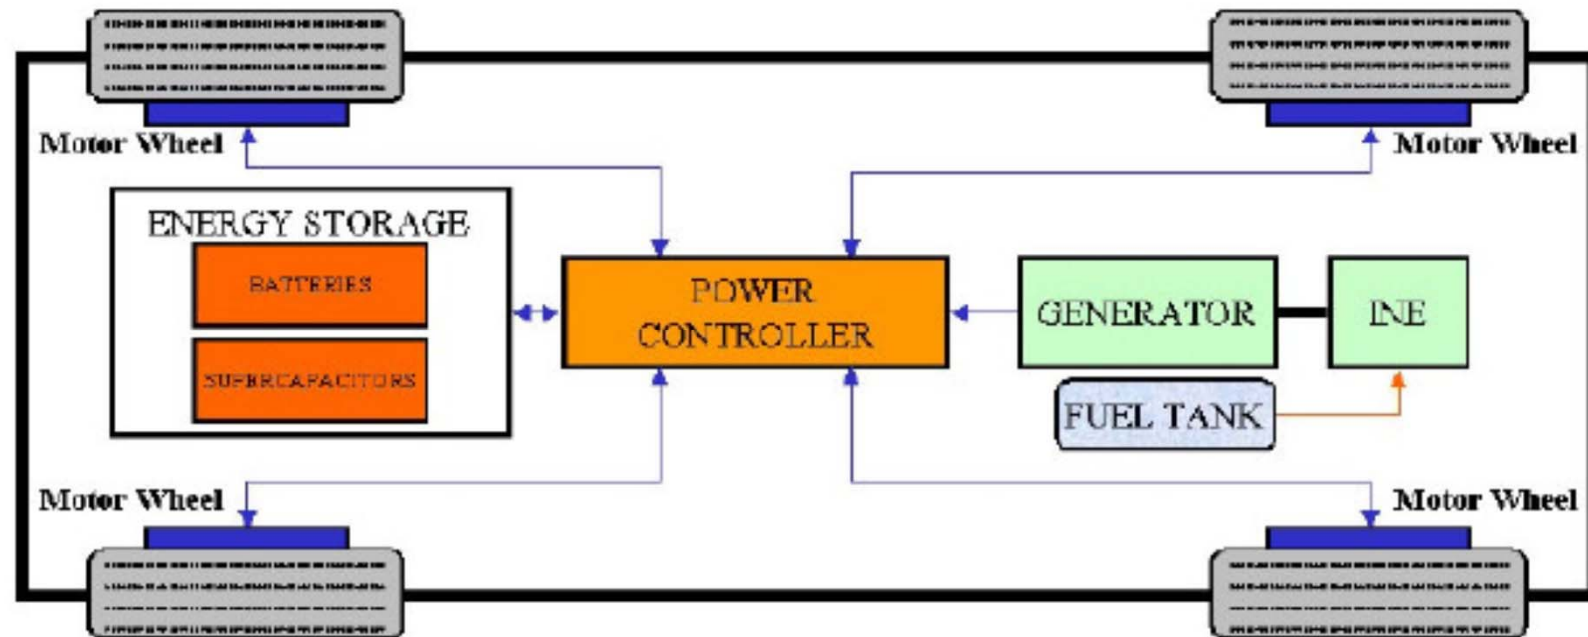 Motor Wheel
Motor Wheel
ENERGY STORAGE
BATTERIES
SUPERCAPACITORS
POWER
CONTROLLER
GENERATOR
INE
FUEL TANK
Motor Wheel
Motor Wheel